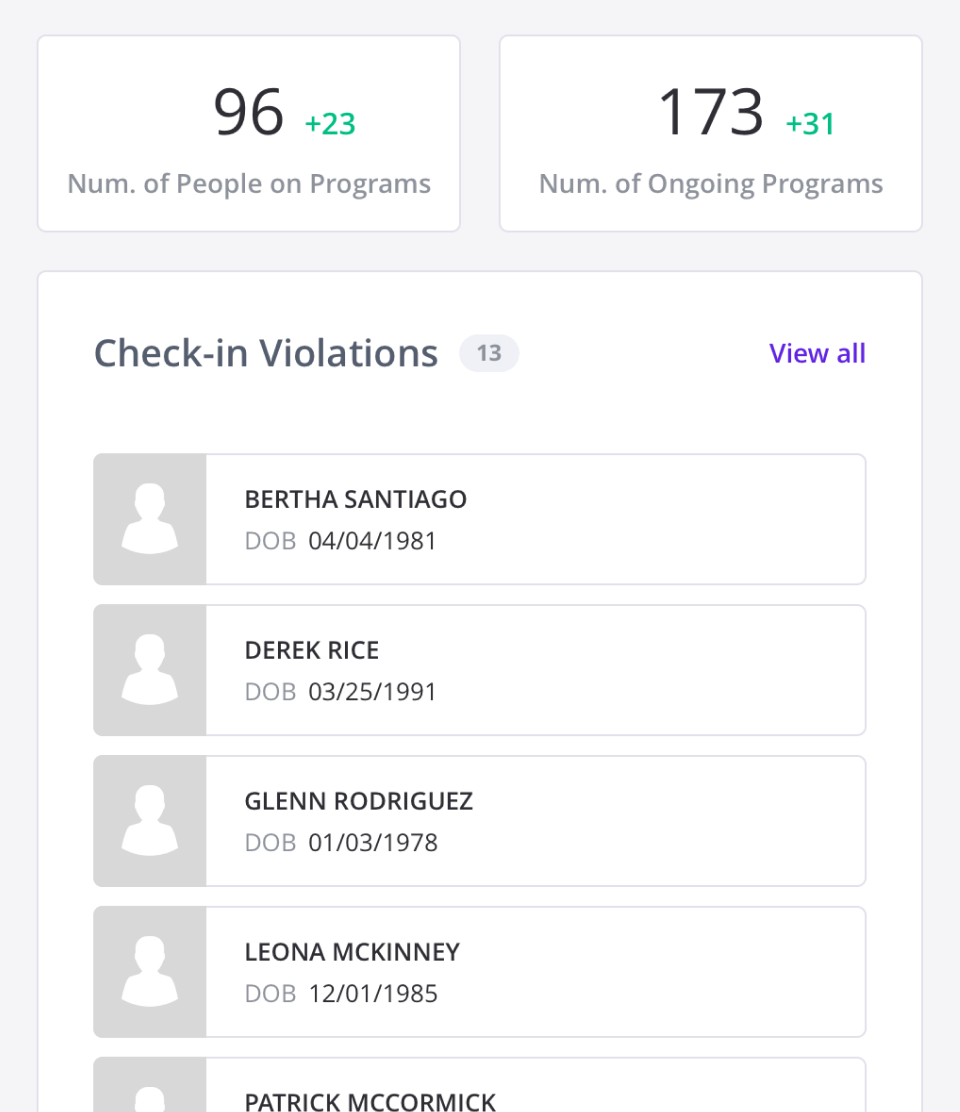 96 +23
Num. of People on Programs
173 +31
Num. of Ongoing Programs
Check-in Violations 13
View all
BERTHA SANTIAGO
DOB 04/04/1981
DEREK RICE
DOB 03/25/1991
GLENN RODRIGUEZ
DOB 01/03/1978
LEONA MCKINNEY
DOB 12/01/1985
PATRICK MCCORMICK